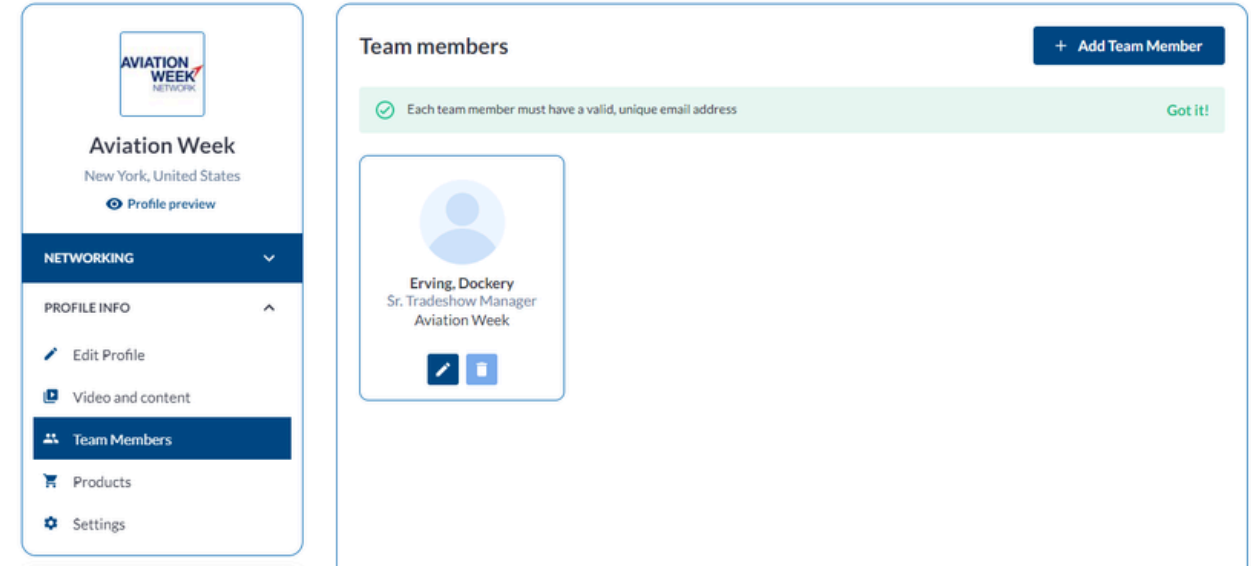 AVIATION
WEEK
NETWORK
Aviation Week
New York, United States
Profile preview
NETWORKING
PROFILE INFO
Edit Profile
Video and content
Team Members
Products
Settings
Team members
+ Add Team Member
Each team member must have a valid, unique email address
Got it!
Erving, Dockery
Sr. Tradeshow Manager
Aviation Week